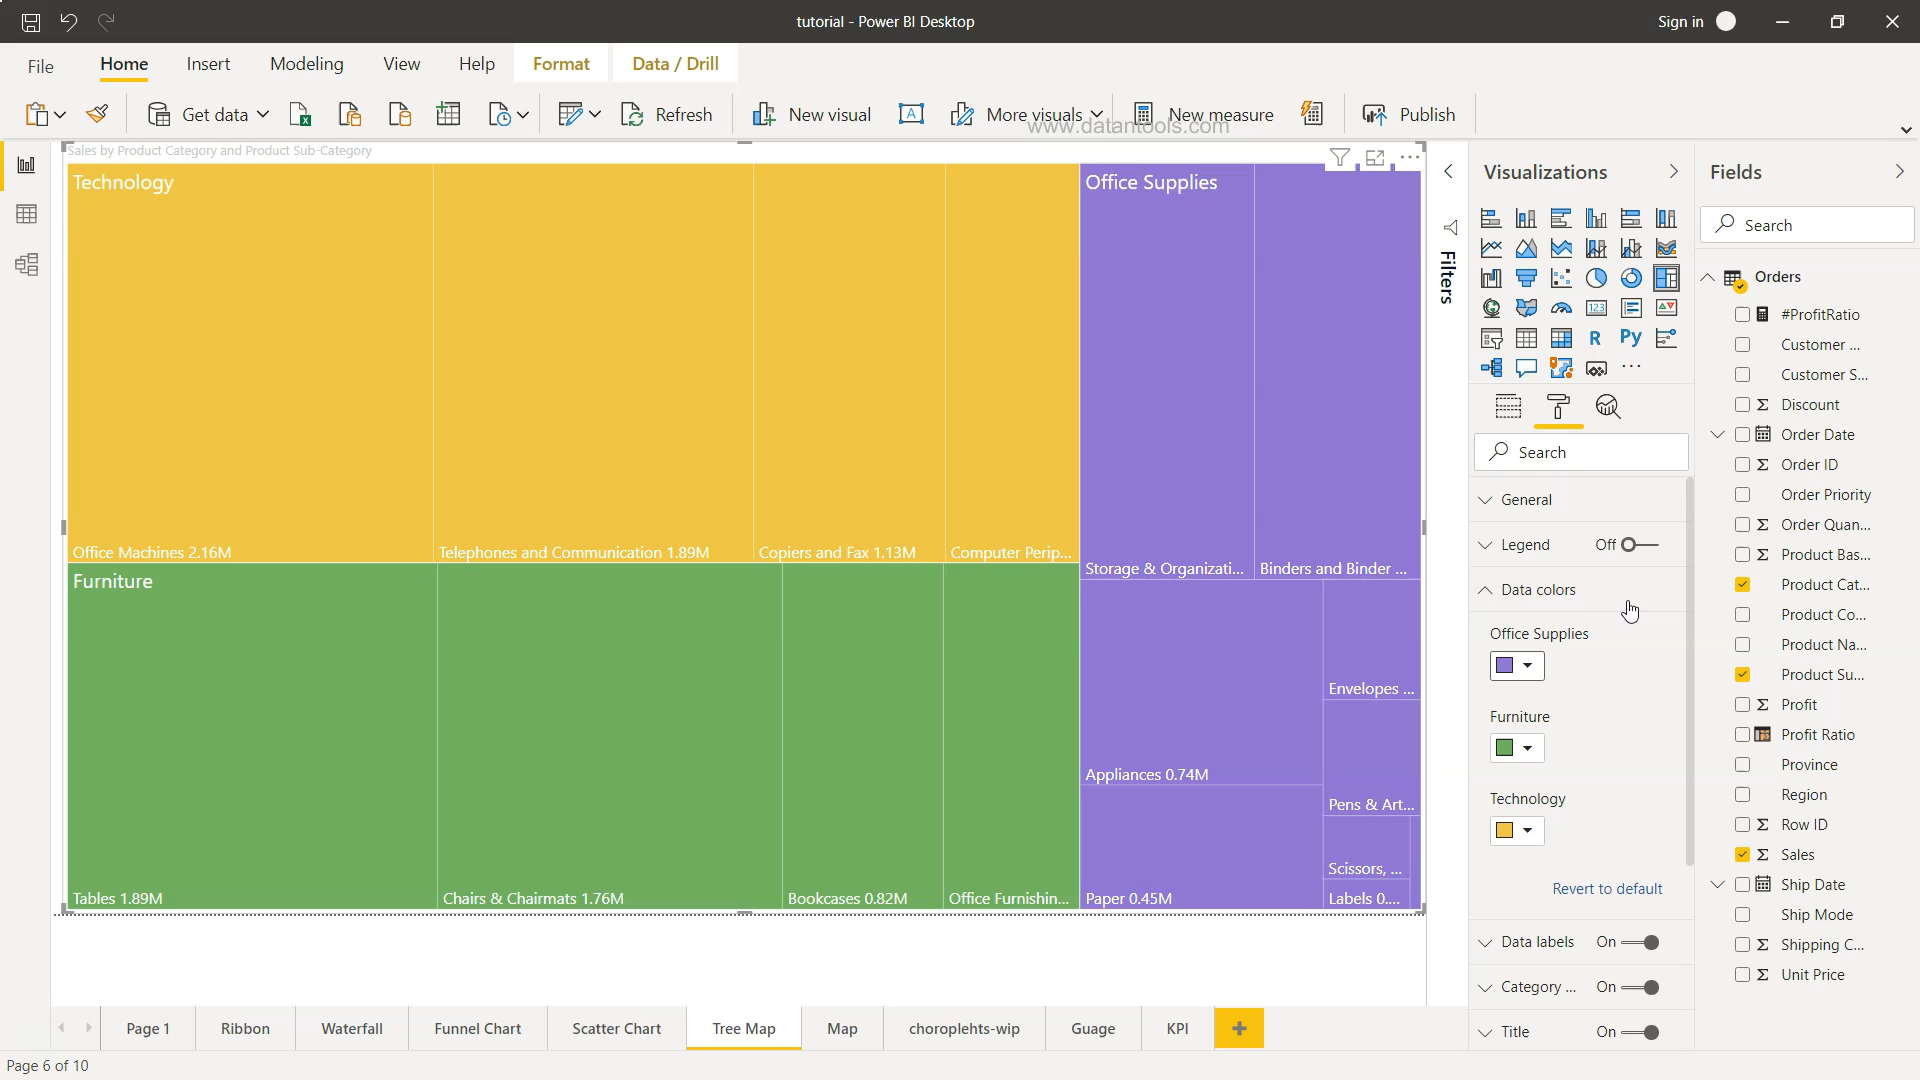 tutorial - Power BI Desktop
Sign in
File
Home
Insert
Modeling
View
Help
Format
Data / Drill
Get data
Refresh
New visual
More visuals
New measure
Publish
www.datantools.com
Sales by Product Category and Product Sub-Category
Technology
Office Machines 2.16M
Telephones and Communication 1.89M
Copiers and Fax 1.13M
Computer Perip...
Furniture
Tables 1.89M
Chairs & Chairmats 1.76M
Bookcases 0.82M
Office Furnishin...
Office Supplies
Storage & Organizati...
Binders and Binder ...
Appliances 0.74M
Envelopes ...
Pens & Art...
Paper 0.45M
Scissors, ...
Labels 0....
Filters
Visualizations
123
R
Py
Search
General
Legend
Off
Data colors
Office Supplies
Furniture
Technology
Revert to default
Data labels
On
Category ...
On
Title
On
Fields
Search
Orders
#ProfitRatio
Customer ...
Customer S...
Discount
Order Date
Order ID
Order Priority
Order Quan...
Product Bas...
Product Cat...
Product Co...
Product Na...
Product Su...
Profit
Profit Ratio
Province
Region
Row ID
Sales
Ship Date
Ship Mode
Shipping C...
Unit Price
Page 1
Ribbon
Waterfall
Funnel Chart
Scatter Chart
Tree Map
Map
choroplehts-wip
Guage
KPI
Page 6 of 10